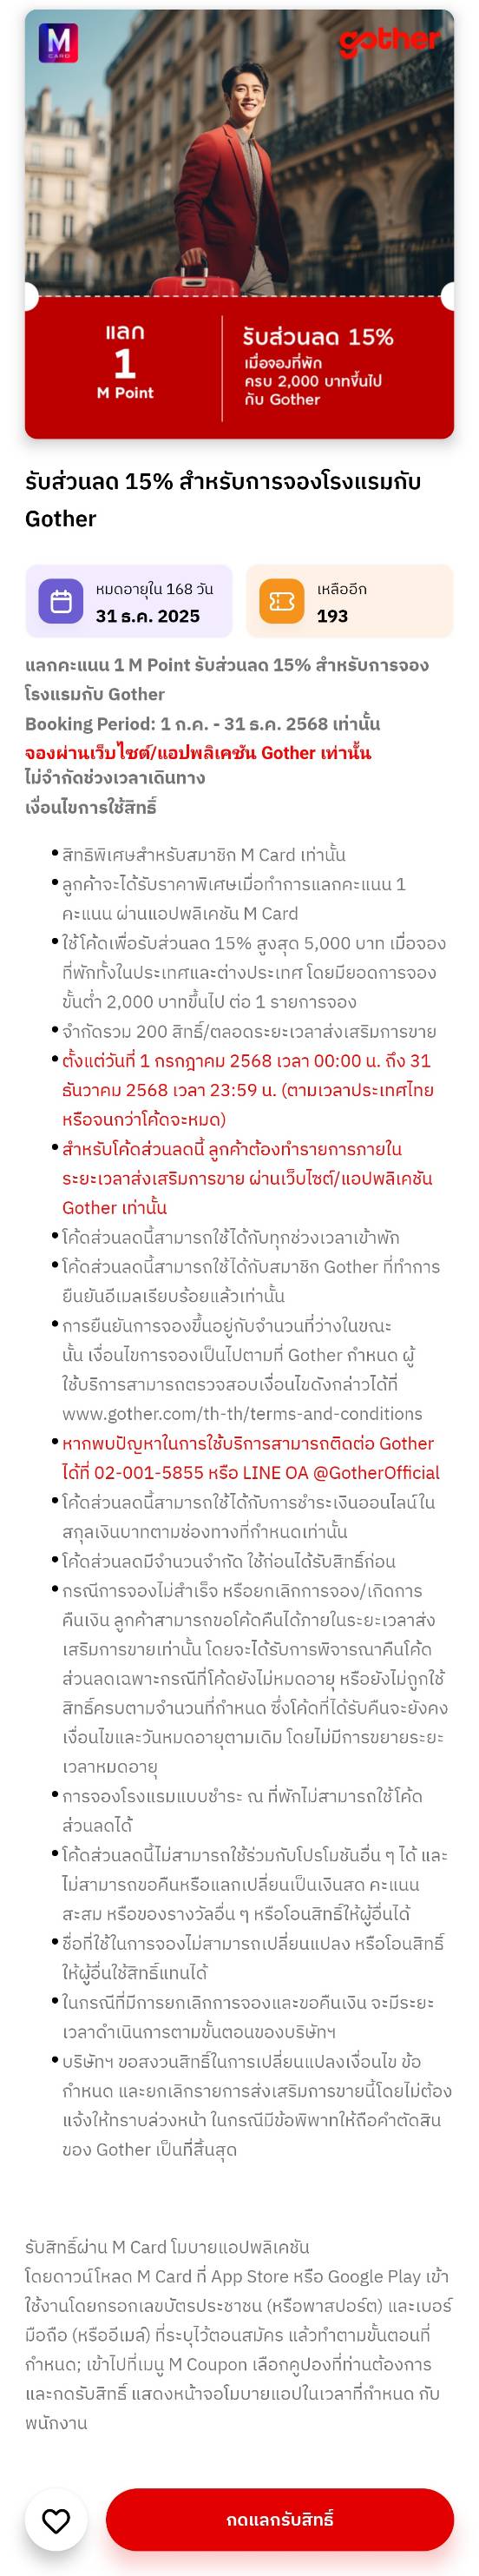 M
CARD
gother
แลก
1
M Point
รับส่วนลด 15%
เมื่อจองที่พัก
ครบ 2,000 บาทขึ้นไป
กับ Gother
รับส่วนลด 15% สำหรับการจองโรงแรมกับ
Gother
หมดอายุใน 168 วัน
31 ธ.ค. 2025
เหลืออีก
193
แลกคะแนน 1 M Point รับส่วนลด 15% สำหรับการจอง
โรงแรมกับ Gother
Booking Period: 1 ก.ค. - 31 ธ.ค. 2568 เท่านั้น
จองผ่านเว็บไซต์/แอปพลิเคชัน Gother เท่านั้น
ไม่จำกัดช่วงเวลาเดินทาง
เงื่อนไขการใช้สิทธิ์
• สิทธิพิเศษสำหรับสมาชิก M Card เท่านั้น
• ลูกค้าจะได้รับราคาพิเศษเมื่อทำการแลกคะแนน 1
คะแนน ผ่านแอปพลิเคชัน M Card
• ใช้โค้ดเพื่อรับส่วนลด 15% สูงสุด 5,000 บาท เมื่อจอง
ที่พักทั้งในประเทศและต่างประเทศ โดยมียอดการจอง
ขั้นต่ำ 2,000 บาทขึ้นไป ต่อ 1 รายการจอง
• จำกัดรวม 200 สิทธิ์/ตลอดระยะเวลาส่งเสริมการขาย
• ตั้งแต่วันที่ 1 กรกฎาคม 2568 เวลา 00:00 น. ถึง 31
ธันวาคม 2568 เวลา 23:59 น. (ตามเวลาประเทศไทย
หรือจนกว่าโค้ดจะหมด)
• สำหรับโค้ดส่วนลดนี้ ลูกค้าต้องทำรายการภายใน
ระยะเวลาส่งเสริมการขาย ผ่านเว็บไซต์/แอปพลิเคชัน
Gother เท่านั้น
• โค้ดส่วนลดนี้สามารถใช้ได้กับทุกช่วงเวลาเข้าพัก
• โค้ดส่วนลดนี้สามารถใช้ได้กับสมาชิก Gother ที่ทำการ
ยืนยันอีเมลเรียบร้อยแล้วเท่านั้น
• การยืนยันการจองขึ้นอยู่กับจำนวนที่ว่างในขณะ
นั้น เงื่อนไขการจองเป็นไปตามที่ Gother กำหนด ผู้
ใช้บริการสามารถตรวจสอบเงื่อนไขดังกล่าวได้ที่
www.gother.com/th-th/terms-and-conditions
• หากพบปัญหาในการใช้บริการสามารถติดต่อ Gother
ได้ที่ 02-001-5855 หรือ LINE OA @GotherOfficial
• โค้ดส่วนลดนี้สามารถใช้ได้กับการชำระเงินออนไลน์ใน
สกุลเงินบาทตามช่องทางที่กำหนดเท่านั้น
• โค้ดส่วนลดมีจำนวนจำกัด ใช้ก่อนได้รับสิทธิ์ก่อน
• กรณีการจองไม่สำเร็จ หรือยกเลิกการจอง/เกิดการ
คืนเงิน ลูกค้าสามารถขอโค้ดคืนได้ภายในระยะเวลาส่ง
เสริมการขายเท่านั้น โดยจะได้รับการพิจารณาคืนโค้ด
ส่วนลดเฉพาะกรณีที่โค้ดยังไม่หมดอายุ หรือยังไม่ถูกใช้
สิทธิ์ครบตามจำนวนที่กำหนด ซึ่งโค้ดที่ได้รับคืนจะยังคง
เงื่อนไขและวันหมดอายุตามเดิม โดยไม่มีการขยายระยะ
เวลาหมดอายุ
• การจองโรงแรมแบบชำระ ณ ที่พักไม่สามารถใช้โค้ด
ส่วนลดได้
• โค้ดส่วนลดนี้ไม่สามารถใช้ร่วมกับโปรโมชันอื่น ๆ ได้ และ
ไม่สามารถขอคืนหรือแลกเปลี่ยนเป็นเงินสด คะแนน
สะสม หรือของรางวัลอื่น ๆ หรือโอนสิทธิ์ให้ผู้อื่นได้
• ชื่อที่ใช้ในการจองไม่สามารถเปลี่ยนแปลง หรือโอนสิทธิ์
ให้ผู้อื่นใช้สิทธิ์แทนได้
• ในกรณีที่มีการยกเลิกการจองและขอคืนเงิน จะมีระยะ
เวลาดำเนินการตามขั้นตอนของบริษัทฯ
• บริษัทฯ ขอสงวนสิทธิ์ในการเปลี่ยนแปลงเงื่อนไข ข้อ
กำหนด และยกเลิกรายการส่งเสริมการขายนี้โดยไม่ต้อง
แจ้งให้ทราบล่วงหน้า ในกรณีมีข้อพิพาทให้ถือคำตัดสิน
ของ Gother เป็นที่สิ้นสุด
รับสิทธิ์ผ่าน M Card โมบายแอปพลิเคชัน
โดยดาวน์โหลด M Card ที่ App Store หรือ Google Play เข้า
ใช้งานโดยกรอกเลขบัตรประชาชน (หรือพาสปอร์ต) และเบอร์
มือถือ (หรืออีเมล์) ที่ระบุไว้ตอนสมัคร แล้วทำตามขั้นตอนที่
กำหนด; เข้าไปที่เมนู M Coupon เลือกคูปองที่ท่านต้องการ
และกดรับสิทธิ์ แสดงหน้าจอโมบายแอปในเวลาที่กำหนด กับ
พนักงาน
กดแลกรับสิทธิ์